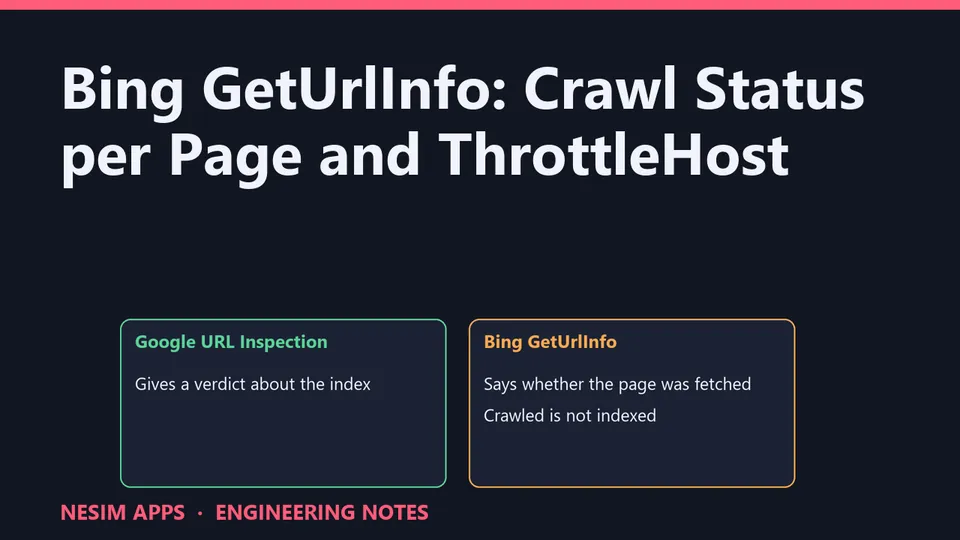 Bing GetUrlInfo: Crawl Status
per Page and ThrottleHost
Google URL Inspection
Gives a verdict about the index
Bing GetUrlInfo
Says whether the page was fetched
Crawled is not indexed
NESIM APPS · ENGINEERING NOTES